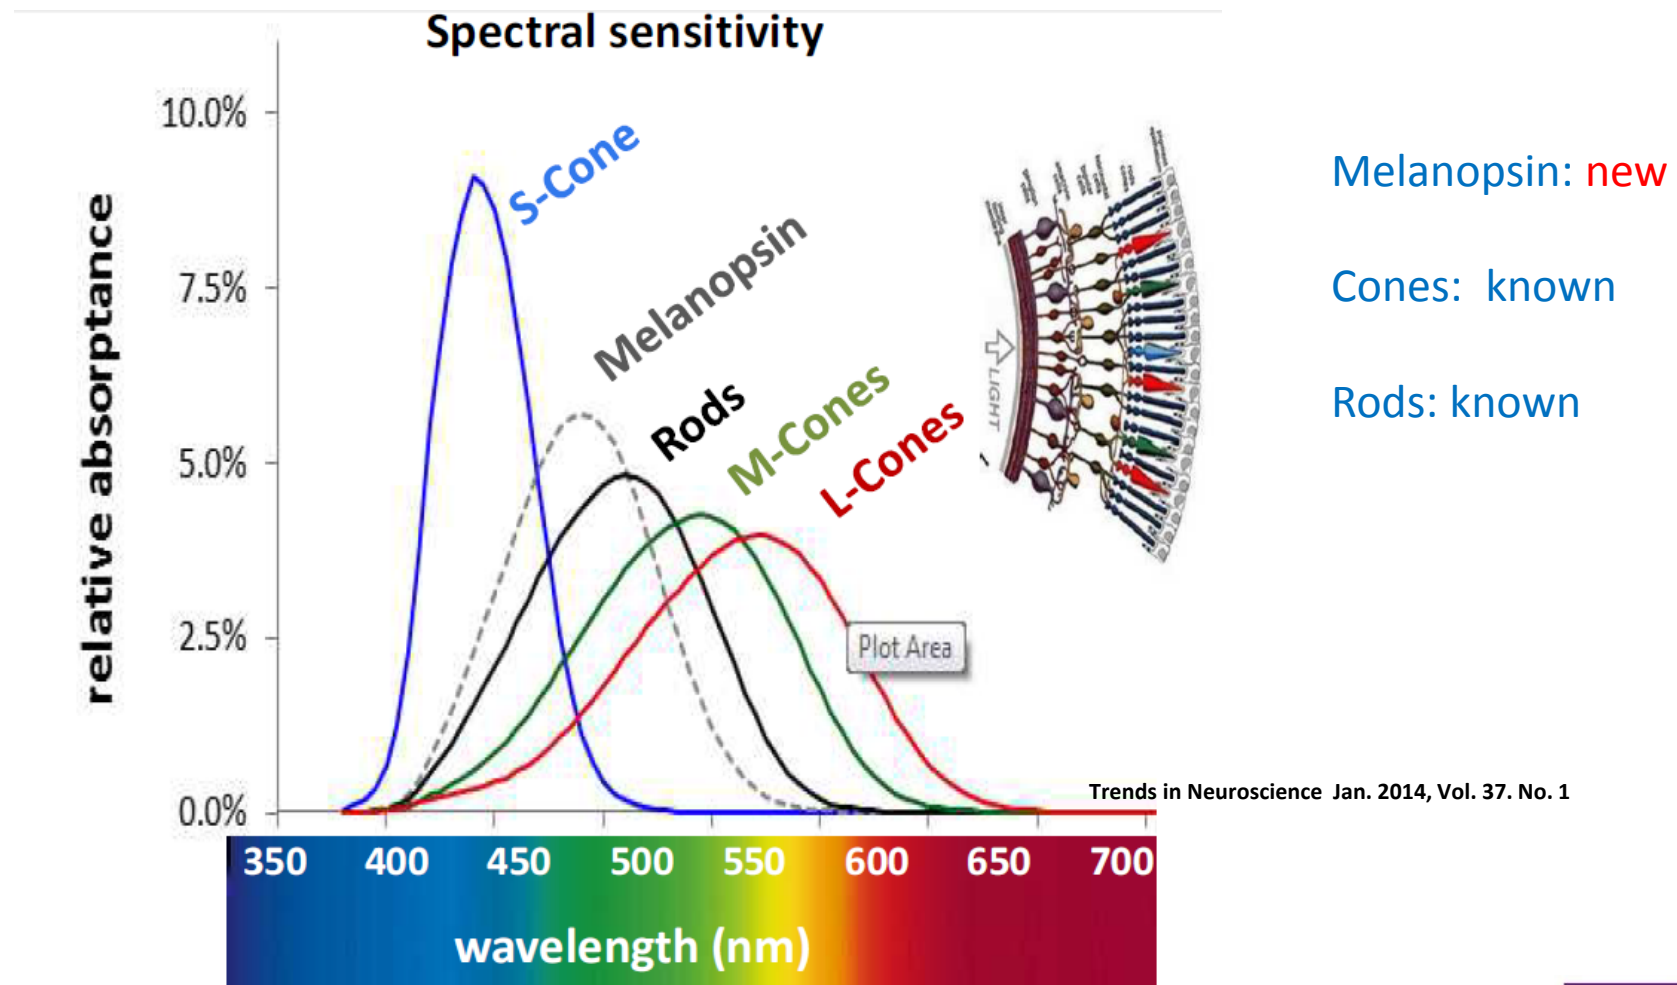 Spectral sensitivity
10.0%
7.5%
5.0%
2.5%
0.0%
relative absorptance
S-Cone
Melanopsin
Rods
M-Cones
L-Cones
Plot Area
LIGHT
Melanopsin: new
Cones: known
Rods: known
Trends in Neuroscience Jan. 2014, Vol. 37. No. 1
350 400 450 500 550 600 650 700
wavelength (nm)